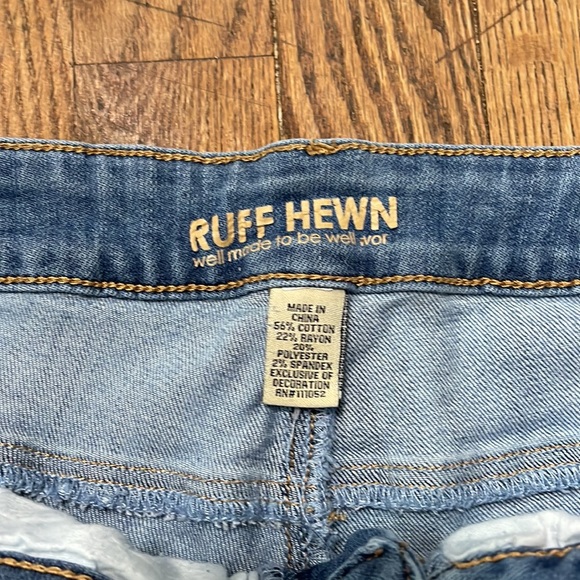 RUFF HEWN
well made to be well wor
MADE IN
CHINA
56% COTTON
22% RAYON
20%
POLYESTER
2% SPANDEX
EXCLUSIVE OF
DECORATION
RN#111052